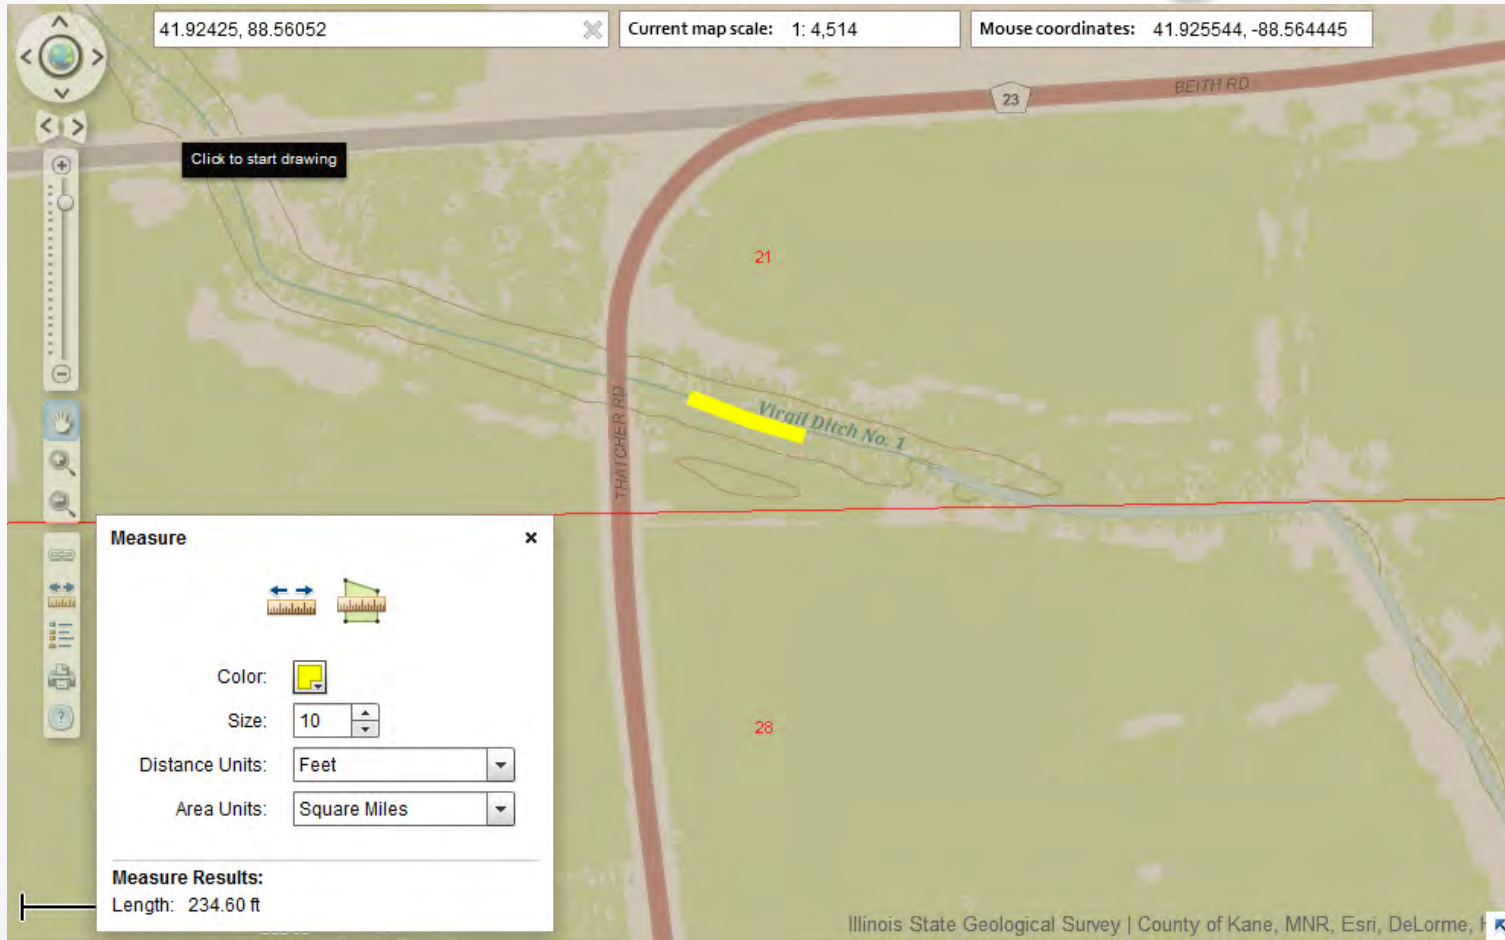 41.92425, 88.56052
Current map scale: 1: 4,514
Mouse coordinates: 41.925544, -88.564445
BEITH RD
23
Click to start drawing
21
THATCHER RD
Virgil Ditch No. 1
Measure
Color:
Size: 10
Distance Units: Feet
Area Units: Square Miles
28
Measure Results:
Length: 234.60 ft
Illinois State Geological Survey | County of Kane, MNR, Esri, DeLorme,